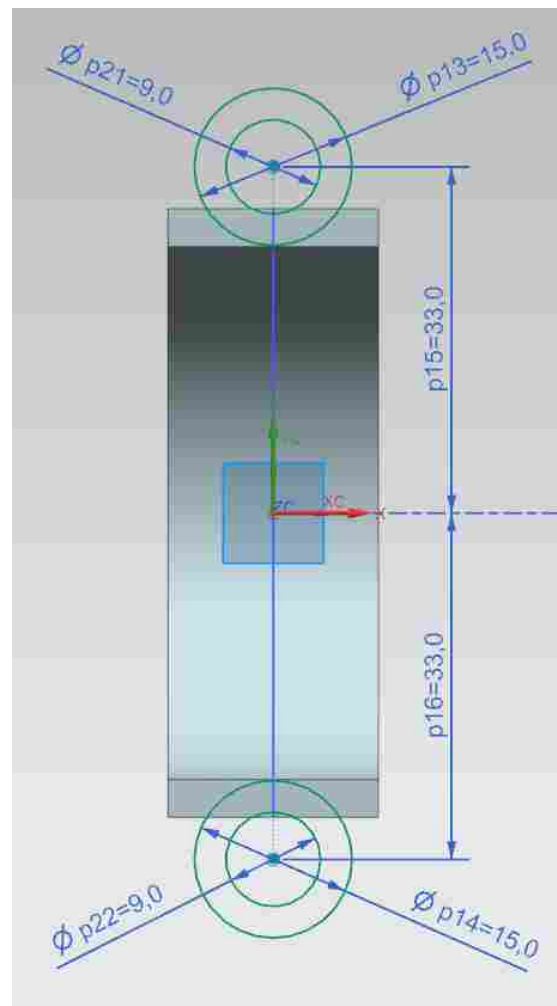 Ø p21=9,0
Ø p13=15,0
p15=33,0
ZC
XC
X
p16=33,0
Ø p22=9,0
Ø p14=15,0